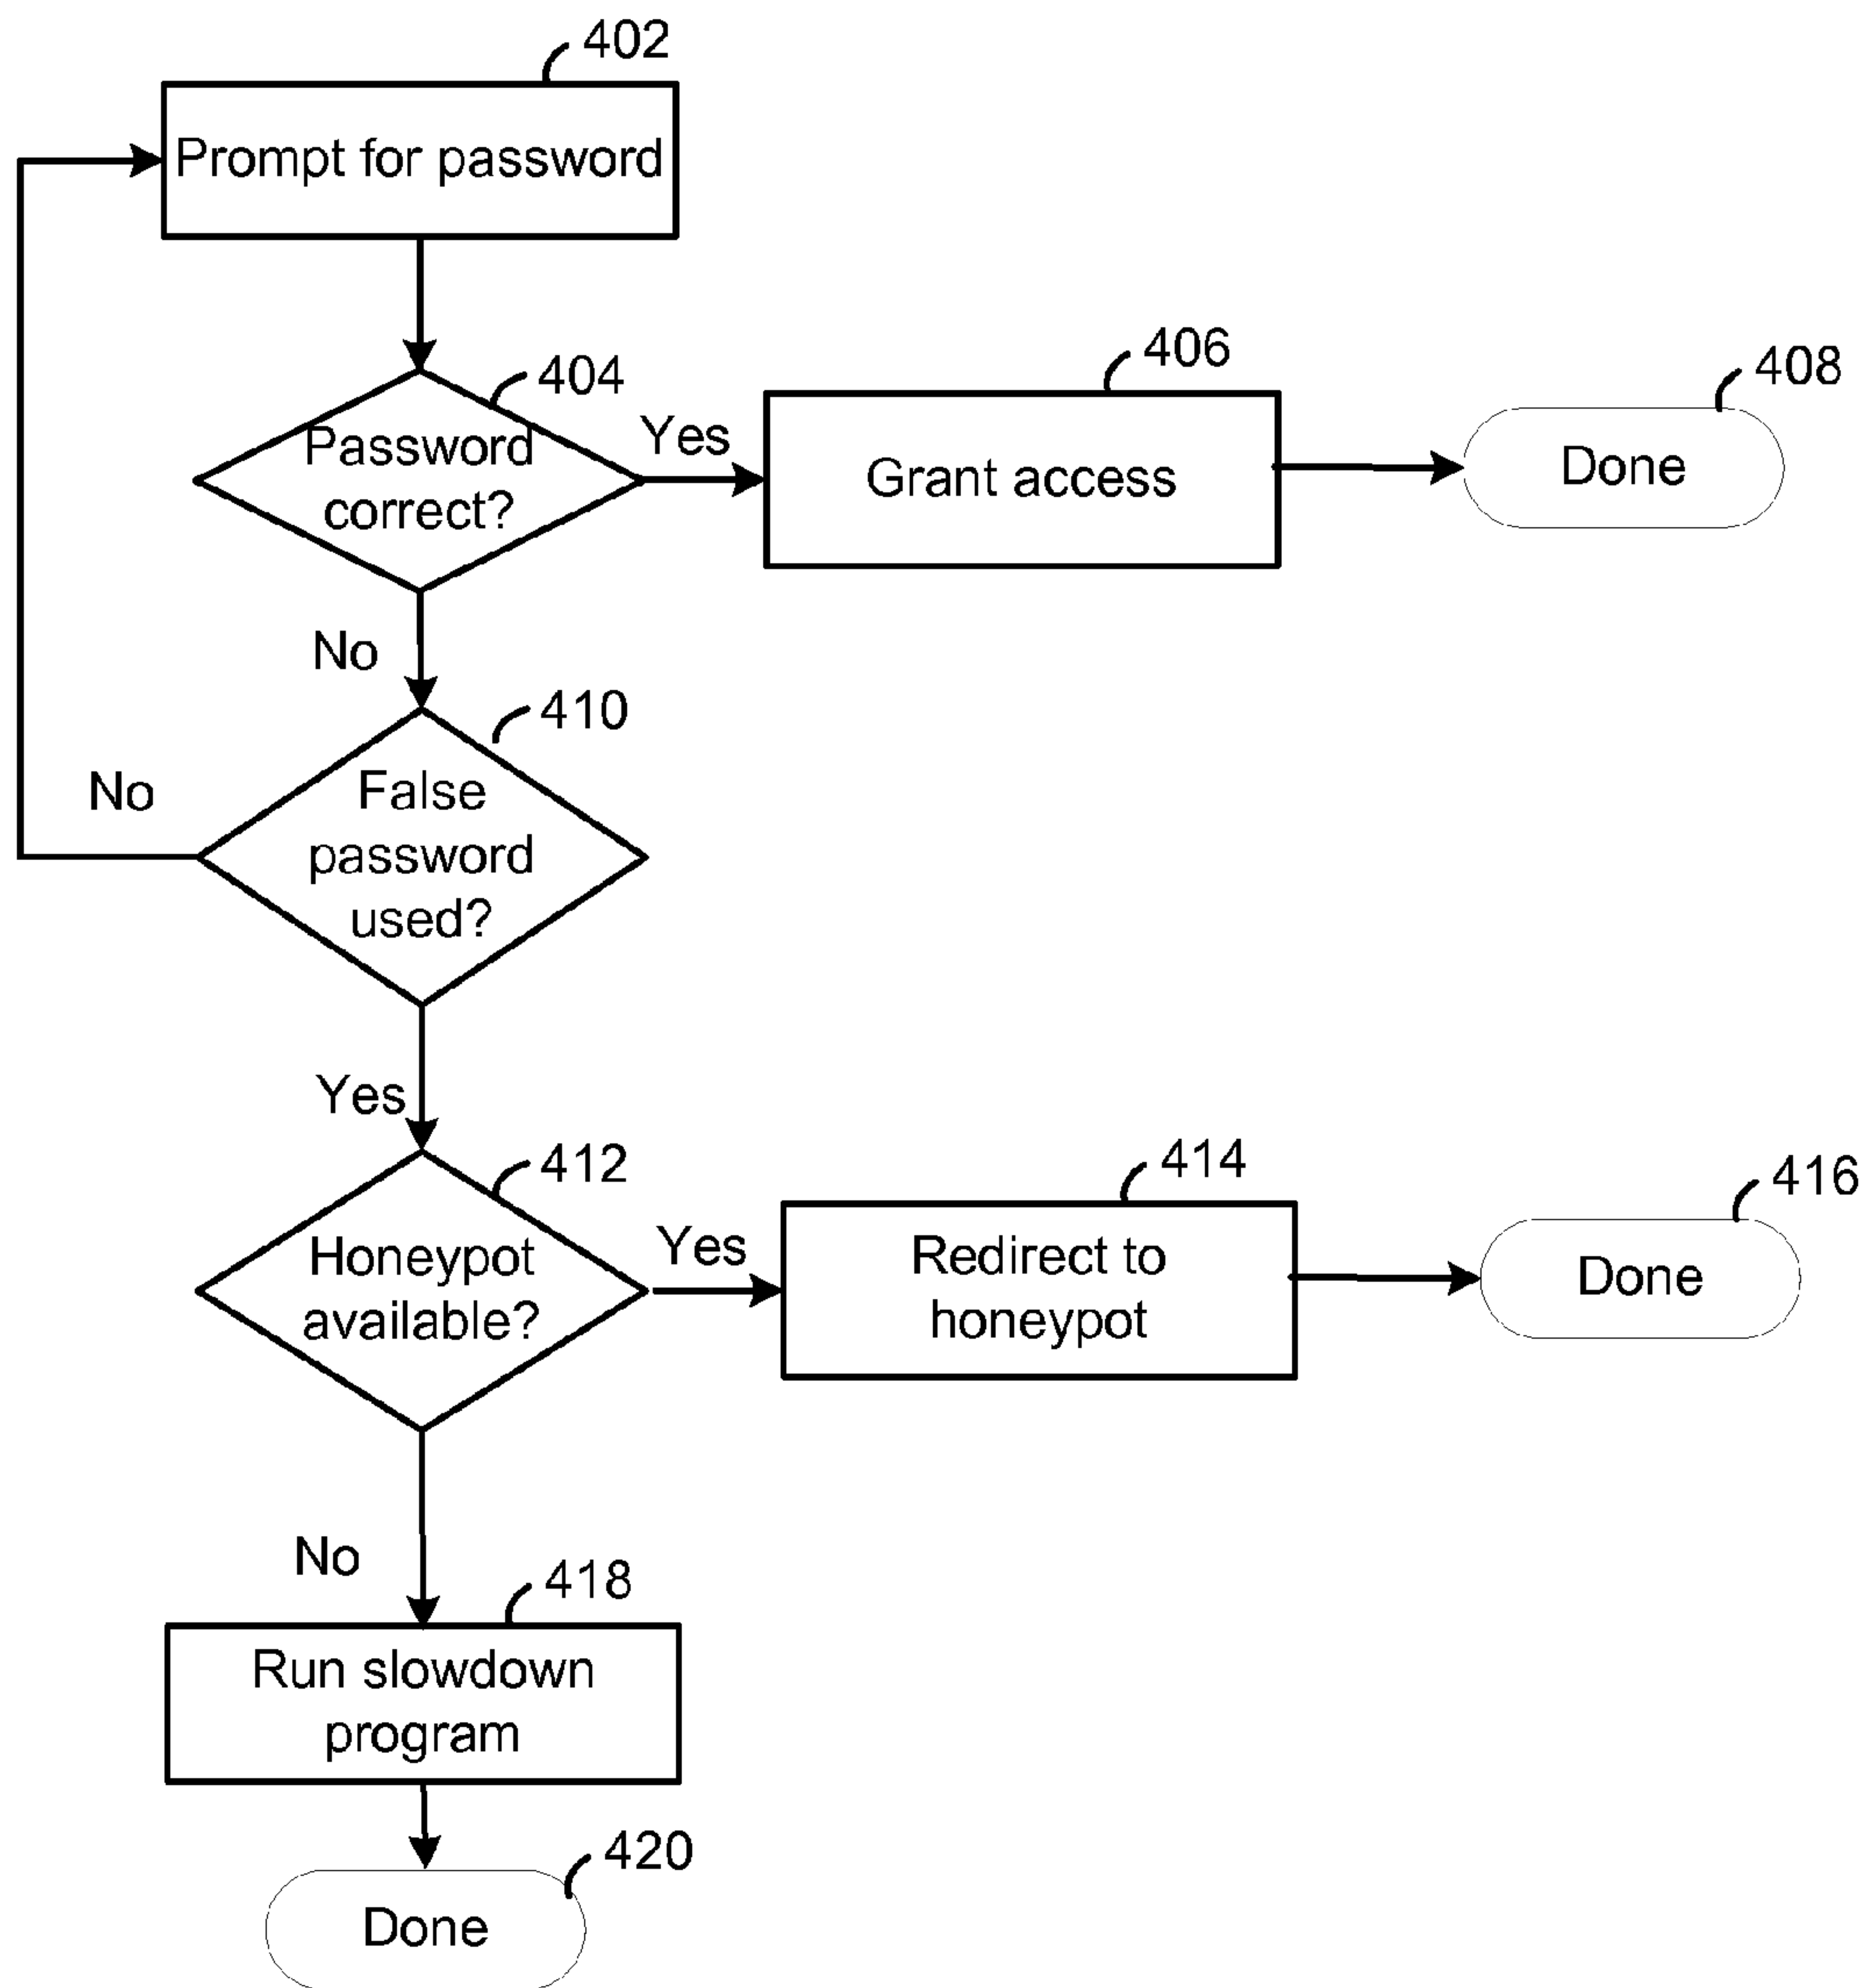 402
Prompt for password
404
Password
correct?
Yes
406
Grant access
408
Done
No
410
False
password
used?
No
Yes
412
Honeypot
available?
Yes
414
Redirect to
honeypot
416
Done
No
418
Run slowdown
program
420
Done